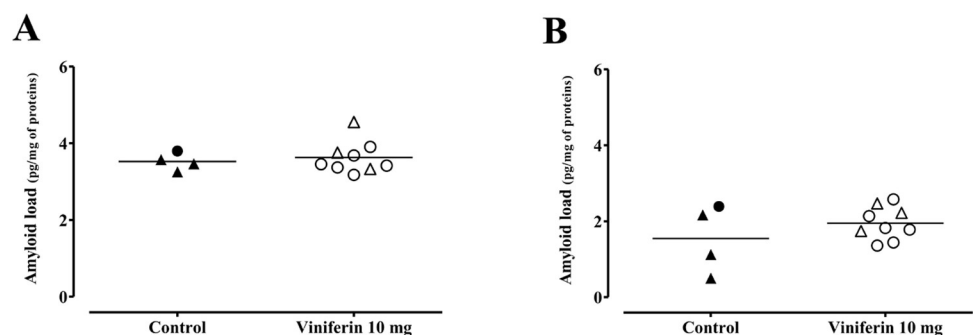 A
Amyloid load (pg/mg of proteins)
6
4
2
0
Control Viniferin 10 mg
B
Amyloid load (pg/mg of proteins)
6
4
2
0
Control Viniferin 10 mg